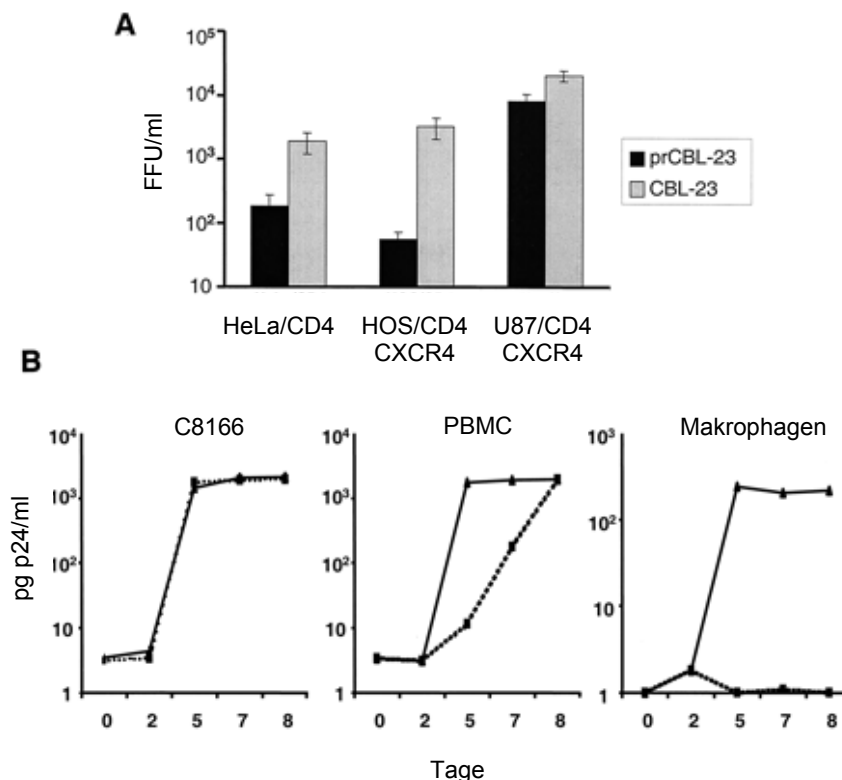 A
FFU/ml
10⁵
10⁴
10³
10²
10
HeLa/CD4
HOS/CD4
CXCR4
U87/CD4
CXCR4
prCBL-23
CBL-23
B
pg p24/ml
C8166
10⁴
10³
10²
10
1
0 2 5 7 8
PBMC
10⁴
10³
10²
10
1
0 2 5 7 8
Makrophagen
10³
10²
10
1
0 2 5 7 8
Tage